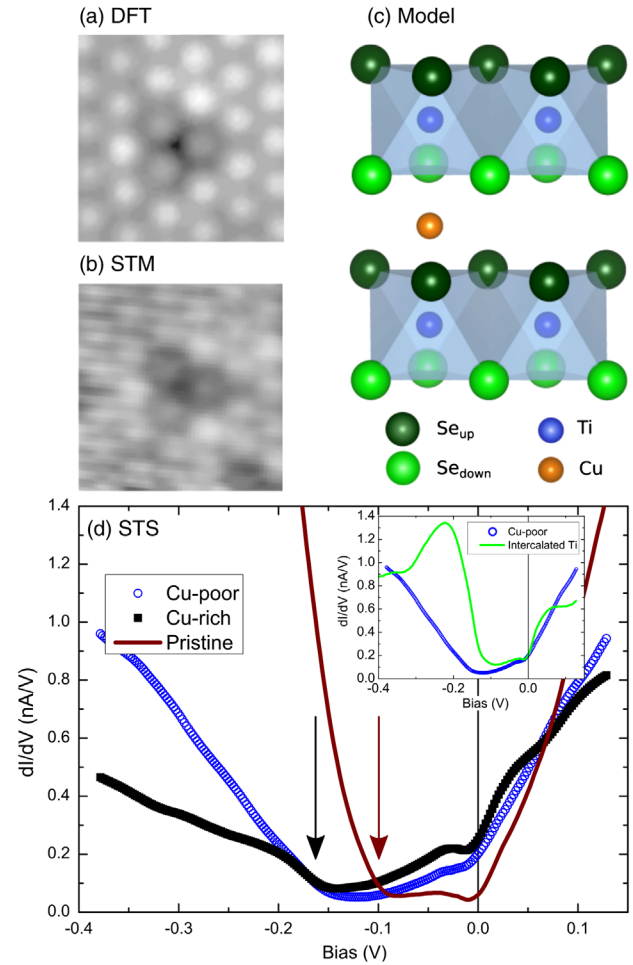 (a) DFT
(c) Model
(b) STM
Se_up
Ti
Se_down
Cu
(d) STS
1.4
1.2
1.0
0.8
0.6
0.4
0.2
0.0
dI/dV (nA/V)
Cu-poor
Cu-rich
Pristine
-0.4
-0.3
-0.2
-0.1
0.0
0.1
Bias (V)
1.4
1.2
1.0
0.8
0.6
0.4
0.2
0.0
dI/dV (nA/V)
Cu-poor
Intercalated Ti
-0.4
-0.2
0.0
Bias (V)